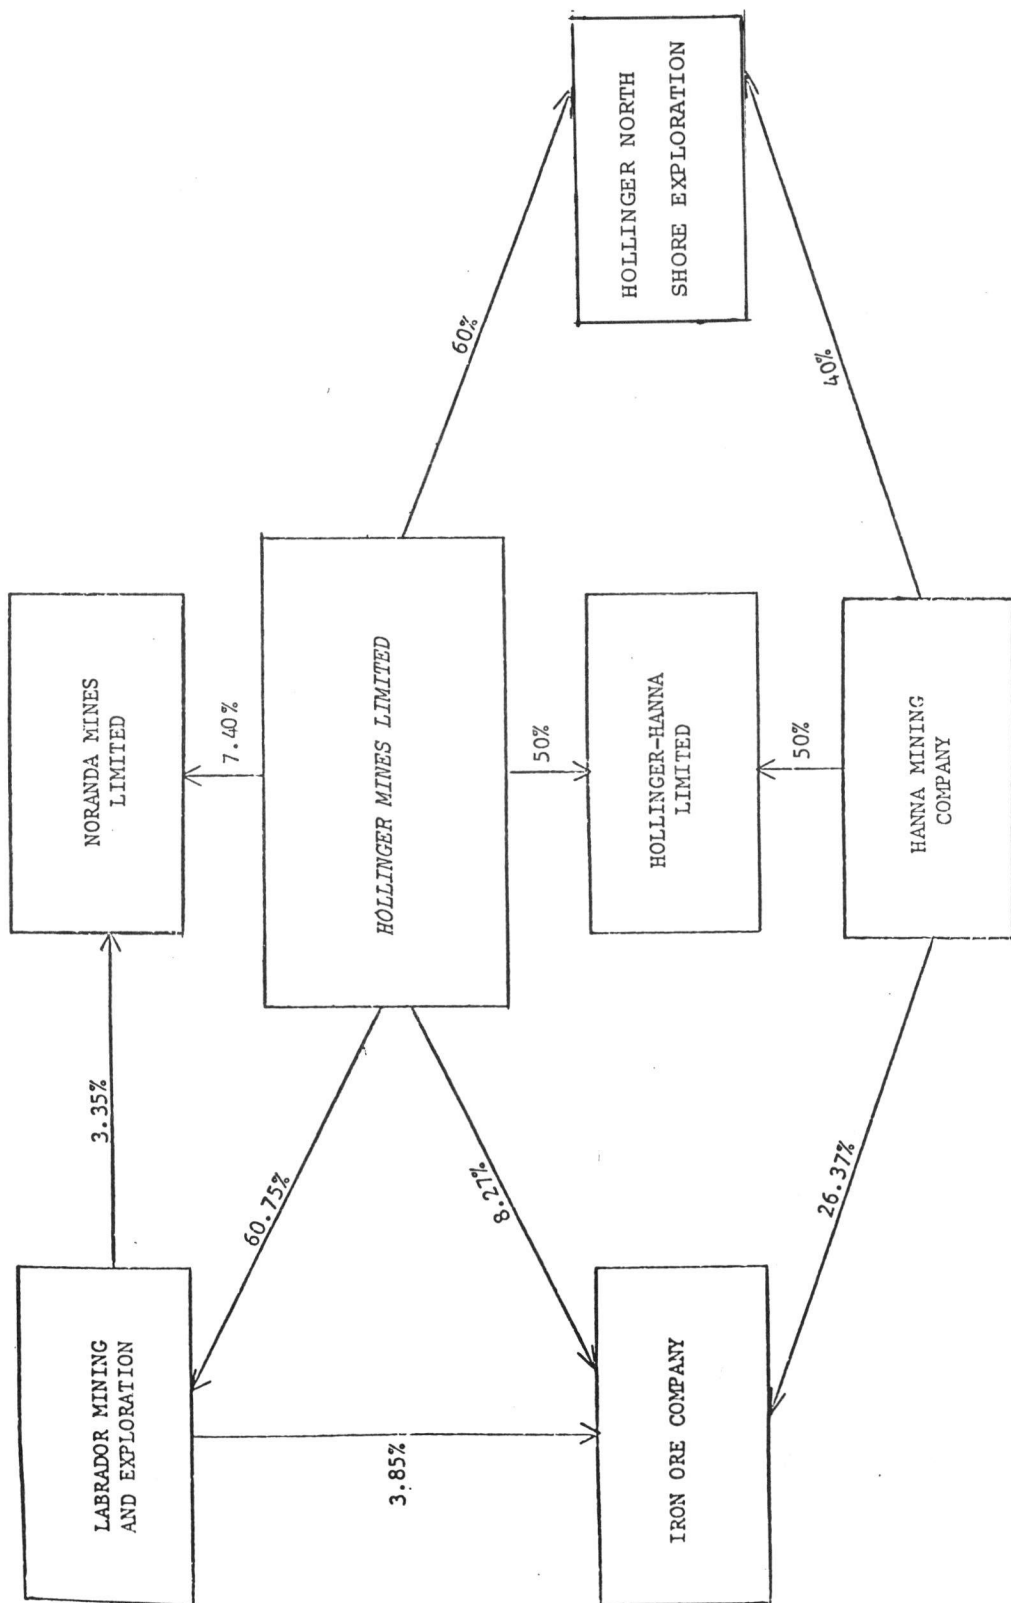 LABRADOR MINING
AND EXPLORATION
3.35%
NORANDA MINES
LIMITED
7.40%
60.75%
HOLLINGER MINES LIMITED
60%
3.85%
8.27%
50%
IRON ORE COMPANY
HOLLINGER-HANNA
LIMITED
HOLLINGER NORTH
SHORE EXPLORATION
26.37%
50%
40%
HANNA MINING
COMPANY